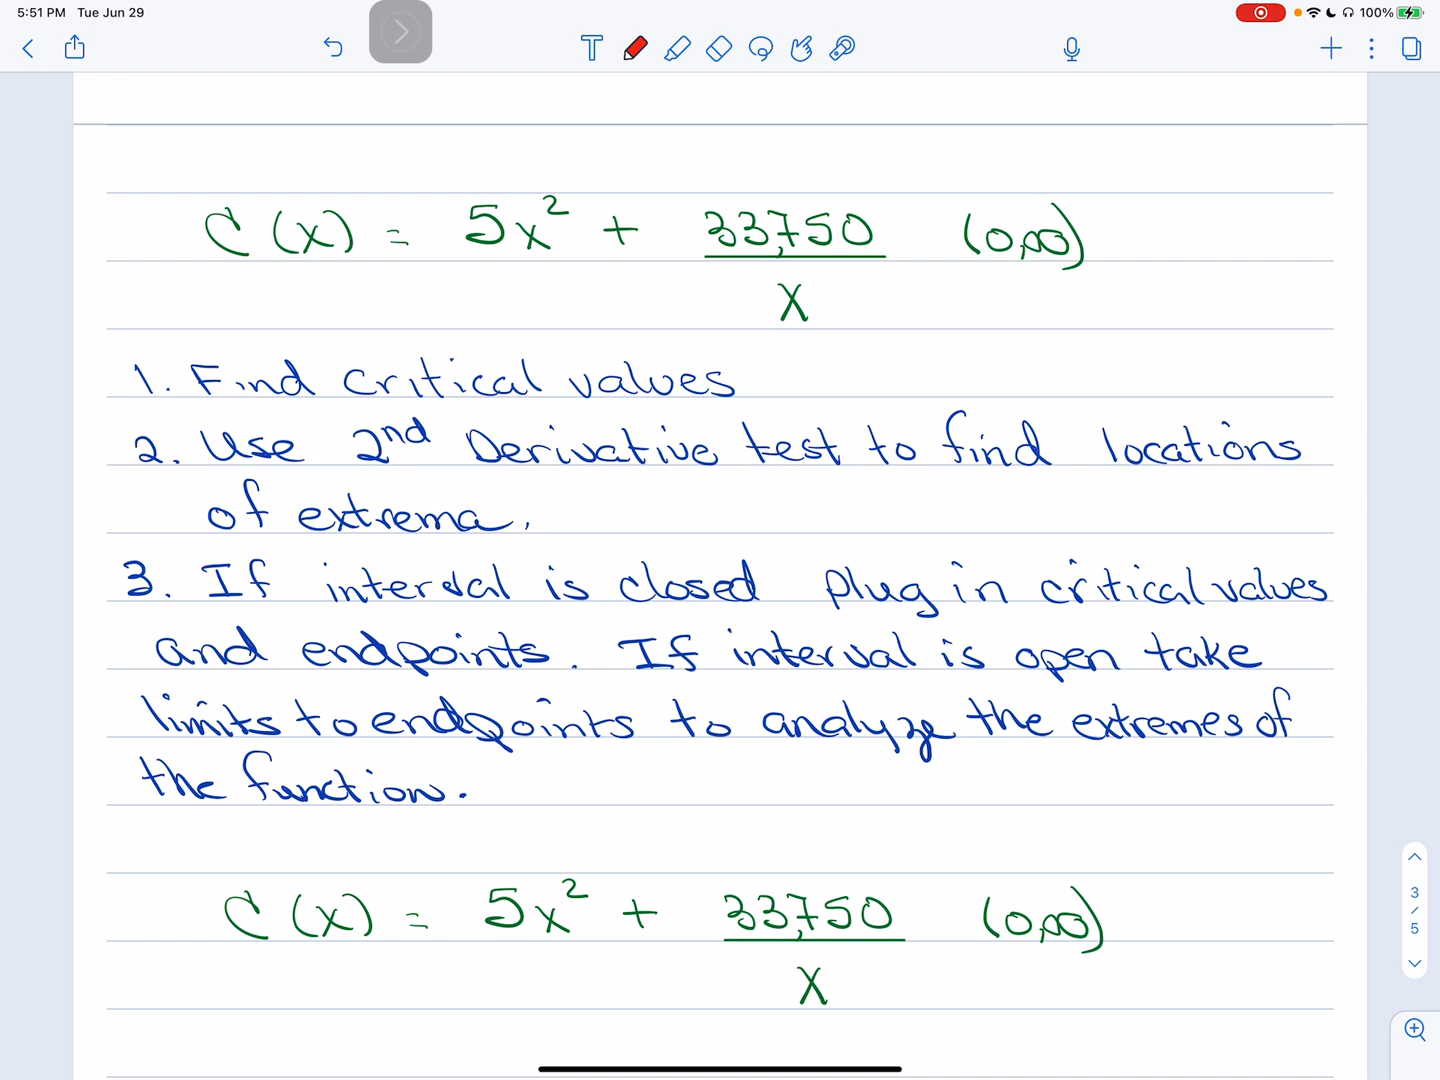 5:51 PM Tue Jun 29
100%
T
C(x) = 5x² + 33,750 (0,∞)
x
1. Find critical values
2. Use 2nd Derivative test to find locations
of extrema.
3. If interval is closed plug in critical values
and endpoints. If interval is open take
limits to endpoints to analyze the extremes of
the function.
C(x) = 5x² + 33,750 (0,∞)
x
3
/
5